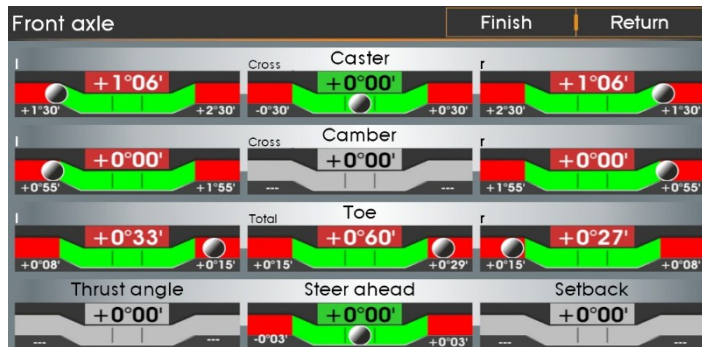 Front axle Finish Return
l Cross Caster r
+1°06' +0°00' +1°06'
+1°30' +2°30' -0°30' +0°30' +2°30' +1°30'
l Cross Camber r
+0°00' +0°00' +0°00'
+0°55' +1°55' --- --- +1°55' +0°55'
l Total Toe r
+0°33' +0°60' +0°27'
+0°08' +0°15' +0°15' +0°29' +0°15' +0°08'
Thrust angle Steer ahead Setback
+0°00' +0°00' +0°00'
--- --- -0°03' +0°03' --- ---